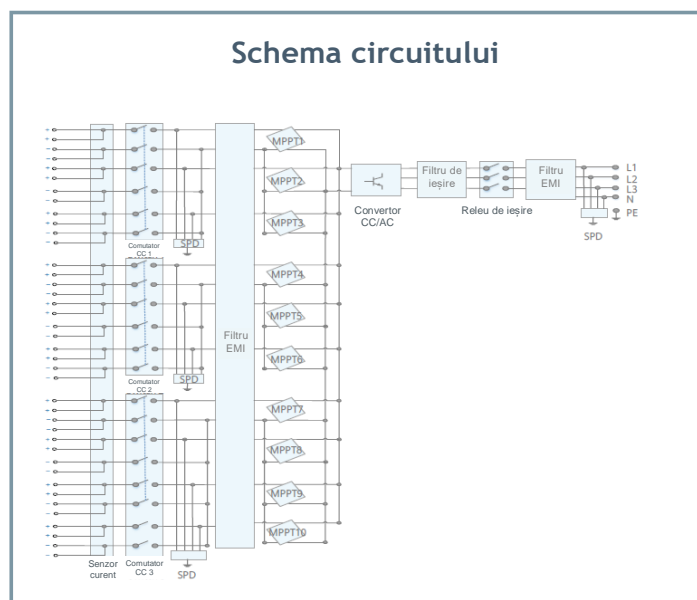 Schema circuitului
MPPT1
MPPT2
MPPT3
MPPT4
MPPT5
MPPT6
MPPT7
MPPT8
MPPT9
MPPT10
Filtru
EMI
Convertor
CC/AC
Filtru de
ieșire
Releu de ieșire
Filtru
EMI
L1
L2
L3
N
PE
SPD
Comutator
CC 1
SPD
Comutator
CC 2
SPD
Senzor
curent
Comutator
CC 3
SPD